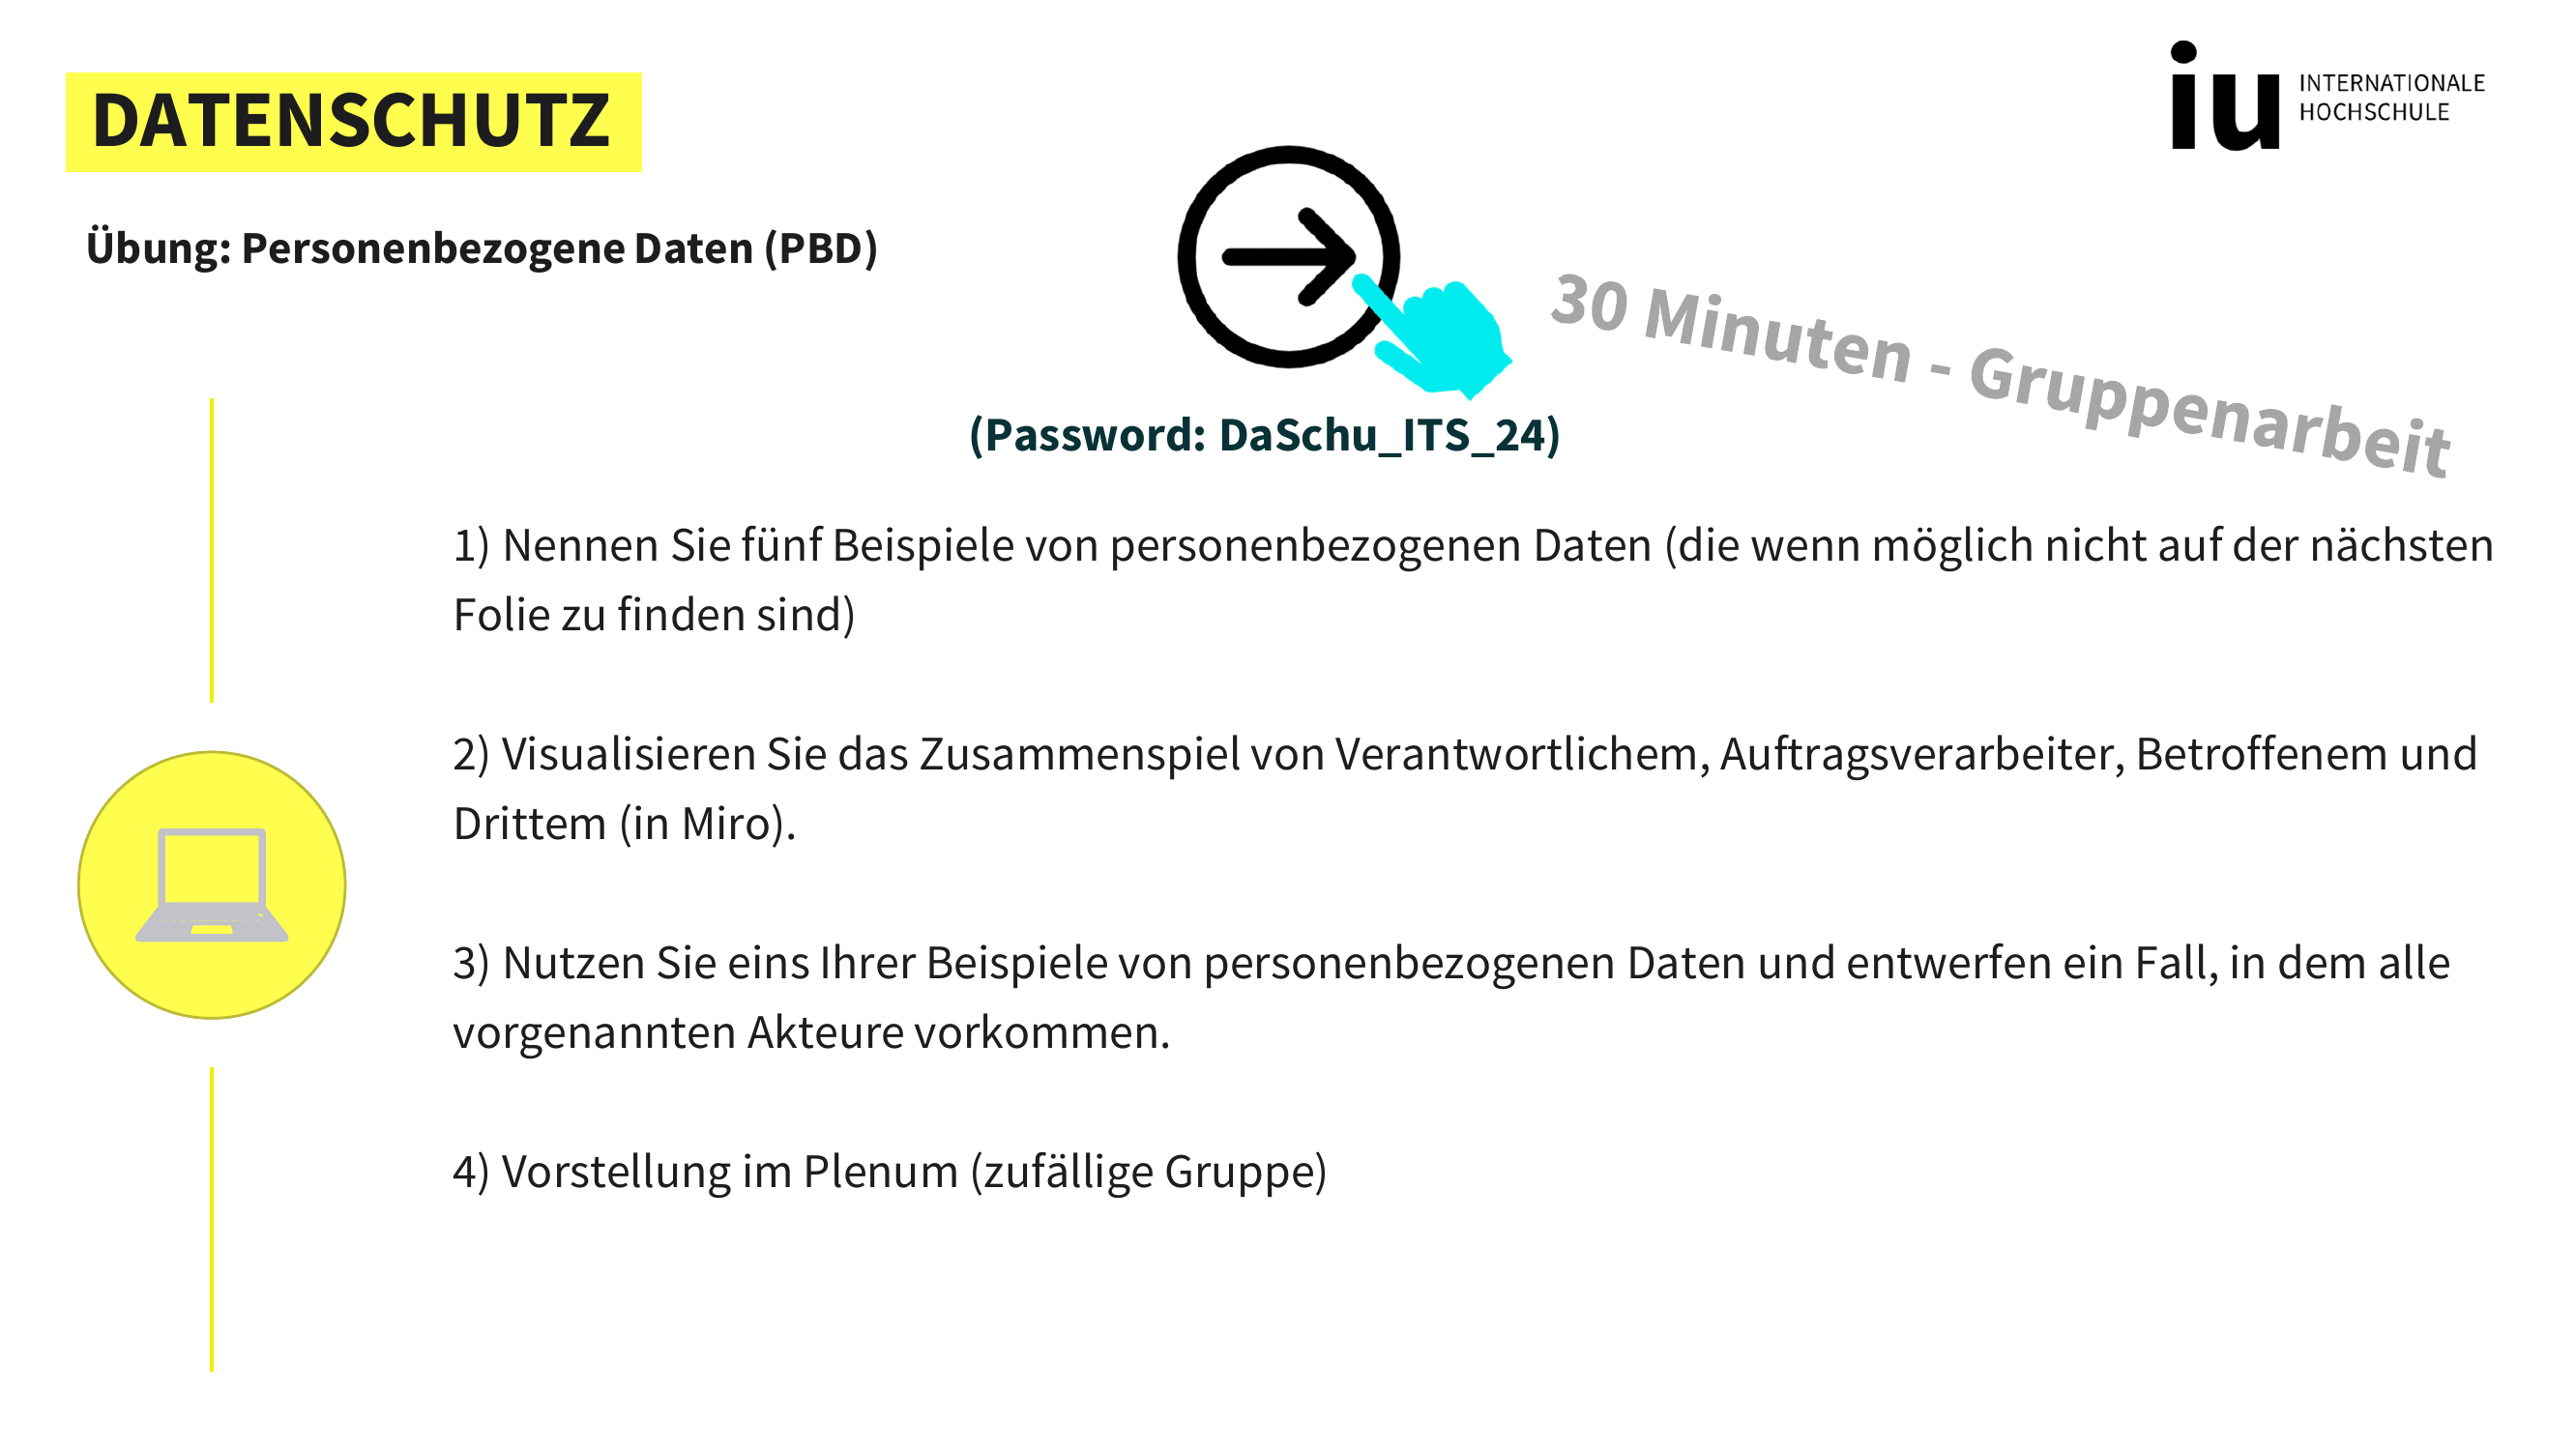 DATENSCHUTZ
iu INTERNATIONALE
HOCHSCHULE
Übung: Personenbezogene Daten (PBD)
30 Minuten - Gruppenarbeit
(Password: DaSchu_ITS_24)
1) Nennen Sie fünf Beispiele von personenbezogenen Daten (die wenn möglich nicht auf der nächsten
Folie zu finden sind)
2) Visualisieren Sie das Zusammenspiel von Verantwortlichem, Auftragsverarbeiter, Betroffenem und
Drittem (in Miro).
3) Nutzen Sie eins Ihrer Beispiele von personenbezogenen Daten und entwerfen ein Fall, in dem alle
vorgenannten Akteure vorkommen.
4) Vorstellung im Plenum (zufällige Gruppe)